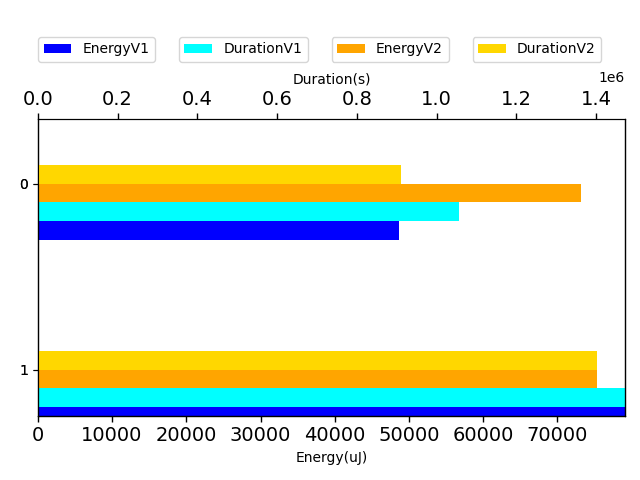 EnergyV1 DurationV1 EnergyV2 DurationV2
Duration(s)
1e6
0.0 0.2 0.4 0.6 0.8 1.0 1.2 1.4
0
1
0 10000 20000 30000 40000 50000 60000 70000
Energy(uJ)